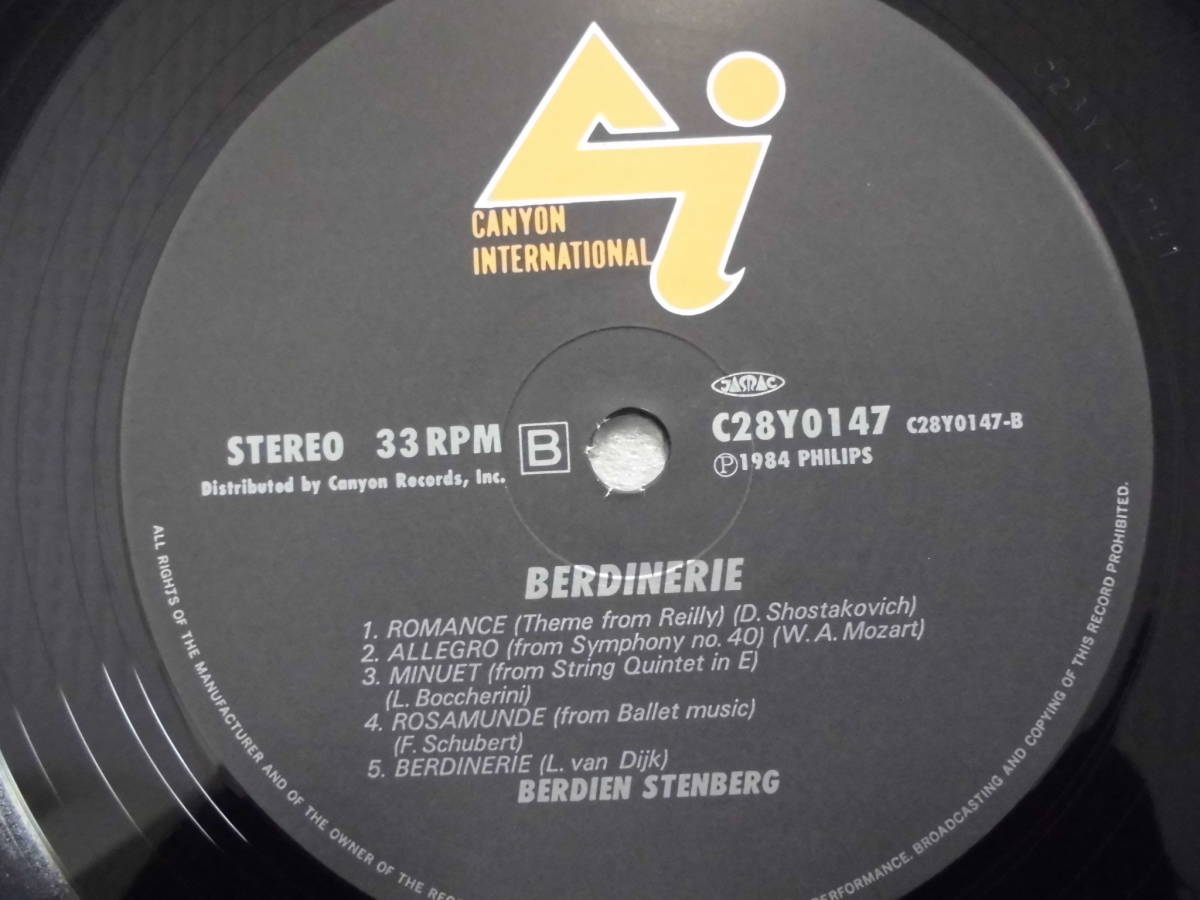 CANYON
INTERNATIONAL
JASRAC
STEREO 33 RPM B C28Y0147 C28Y0147-B
Distributed by Canyon Records, Inc. Ⓟ1984 PHILIPS
BERDINERIE
1. ROMANCE (Theme from Reilly) (D. Shostakovich)
2. ALLEGRO (from Symphony no. 40) (W. A. Mozart)
3. MINUET (from String Quintet in E)
(L. Boccherini)
4. ROSAMUNDE (from Ballet music)
(F. Schubert)
5. BERDINERIE (L. van Dijk)
BERDIEN STENBERG
ALL RIGHTS OF THE MANUFACTURER AND OF THE OWNER OF THE
PERFORMANCE, BROADCASTING AND COPYING OF THIS RECORD PROHIBITED.